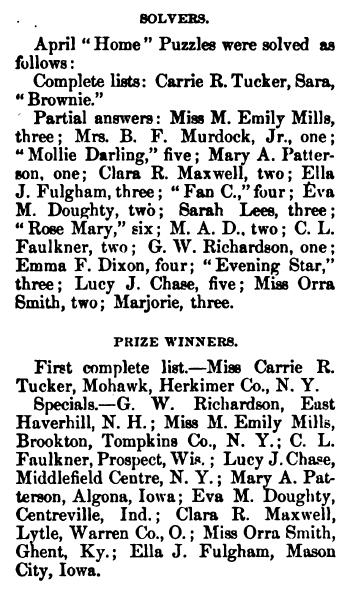 SOLVERS.
April "Home" Puzzles were solved as
follows:
Complete lists: Carrie R. Tucker, Sara,
"Brownie."
Partial answers: Miss M. Emily Mills,
three; Mrs. B. F. Murdock, Jr., one;
"Mollie Darling," five; Mary A. Patter-
son, one; Clara R. Maxwell, two; Ella
J. Fulgham, three; "Fan C.," four; Eva
M. Doughty, two; Sarah Lees, three;
"Rose Mary," six; M. A. D., two; C. L.
Faulkner, two; G. W. Richardson, one;
Emma F. Dixon, four; "Evening Star,"
three; Lucy J. Chase, five; Miss Orra
Smith, two; Marjorie, three.
PRIZE WINNERS.
First complete list.—Miss Carrie R.
Tucker, Mohawk, Herkimer Co., N. Y.
Specials.—G. W. Richardson, East
Haverhill, N. H.; Miss M. Emily Mills,
Brookton, Tompkins Co., N. Y.; C. L.
Faulkner, Prospect, Wis.; Lucy J. Chase,
Middlefield Centre, N. Y.; Mary A. Pat-
terson, Algona, Iowa; Eva M. Doughty,
Centreville, Ind.; Clara R. Maxwell,
Lytle, Warren Co., O.; Miss Orra Smith,
Ghent, Ky.; Ella J. Fulgham, Mason
City, Iowa.